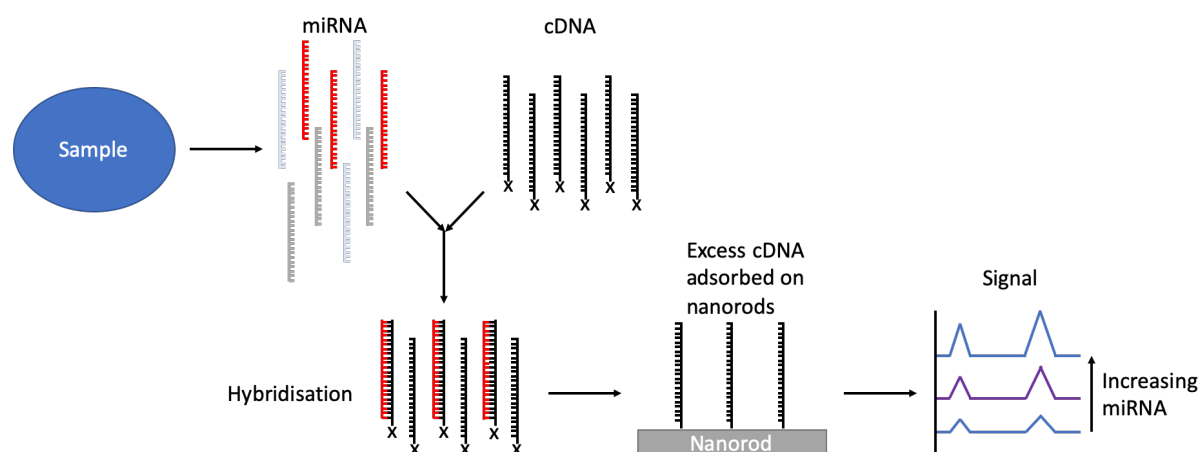 miRNA
cDNA
Sample
X X X
X X X
Excess cDNA
adsorbed on
nanorods
Signal
Hybridisation
X X X
X X X
Nanorod
Increasing
miRNA